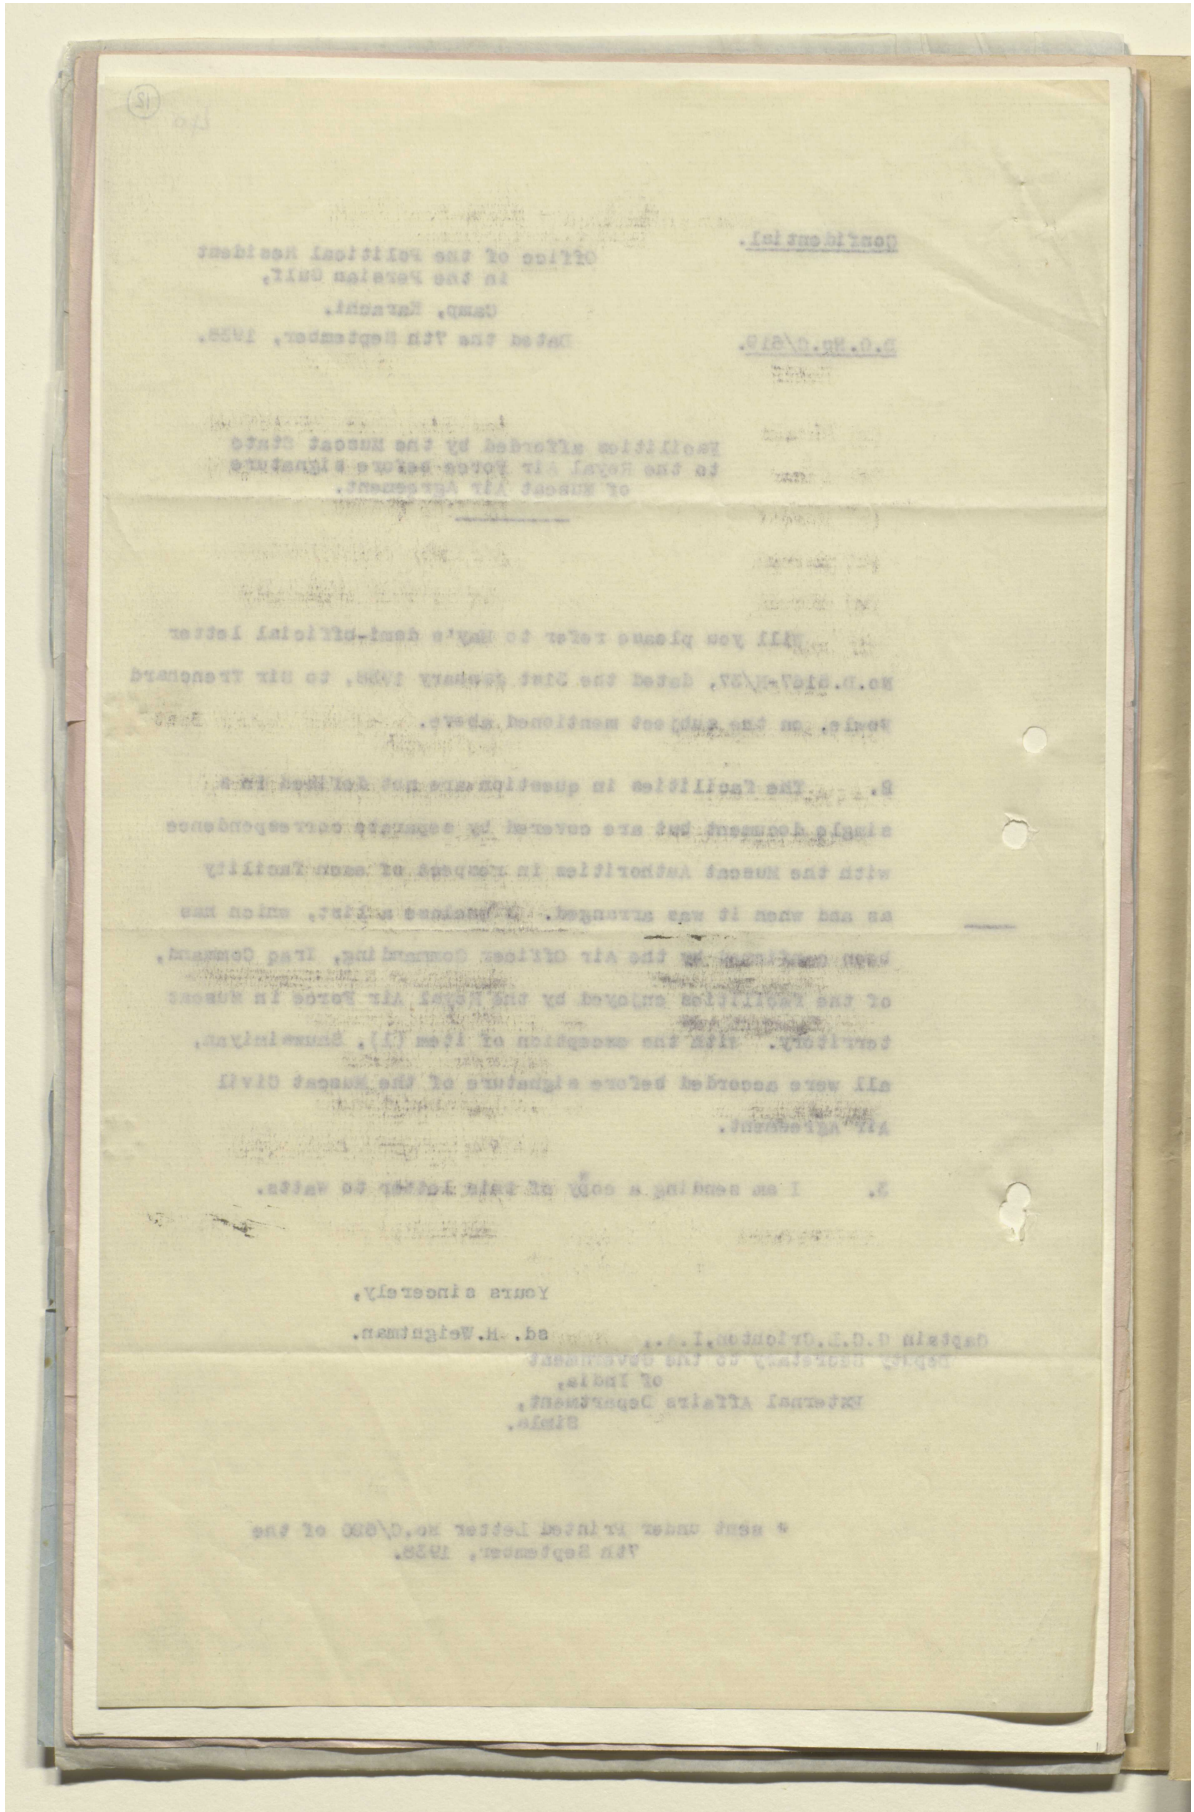 12
Confidential.
Office of the Political Resident
in the Persian Gulf,
Camp, Karachi.
D.O.No.C/619.
Dated the 7th September, 1938.
Facilities afforded by the Muscat State
to the Royal Air Force before signature
of Muscat Air Agreement.
Will you please refer to Hay's demi-official letter
dated the 31st January 1938, to Sir Trenchard
Fowle, on the subject mentioned above.
2. The facilities in question are not defined in a
single document but are covered by separate correspondence
with the Muscat Authorities in respect of each facility
as and when it was arranged. I enclose a list, which has
been confirmed by the Air Officer Commanding, Iraq Command,
of the facilities enjoyed by the Royal Air Force in Muscat
territory. With the exception of item (1), Shuwaimiyah,
all were accorded before signature of the Muscat Civil
Air Agreement.
3. I am sending a copy of this letter to Watts.
Yours sincerely,
sd. H.Weightman.
Captain
Deputy Secretary to the Government
of India,
External Affairs Department,
Simla.
sent under Printed Letter No.C/620 of the
7th September, 1938.